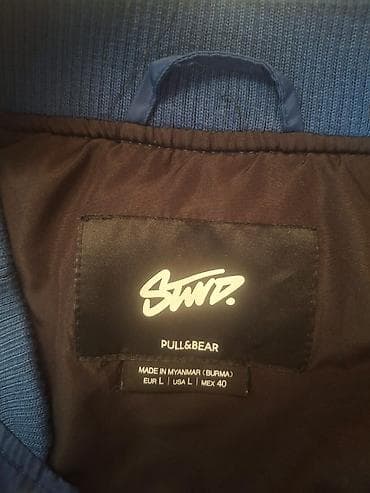 STWD.
PULL&BEAR
MADE IN MYANMAR (BURMA)
EUR L | USA L | MEX 40